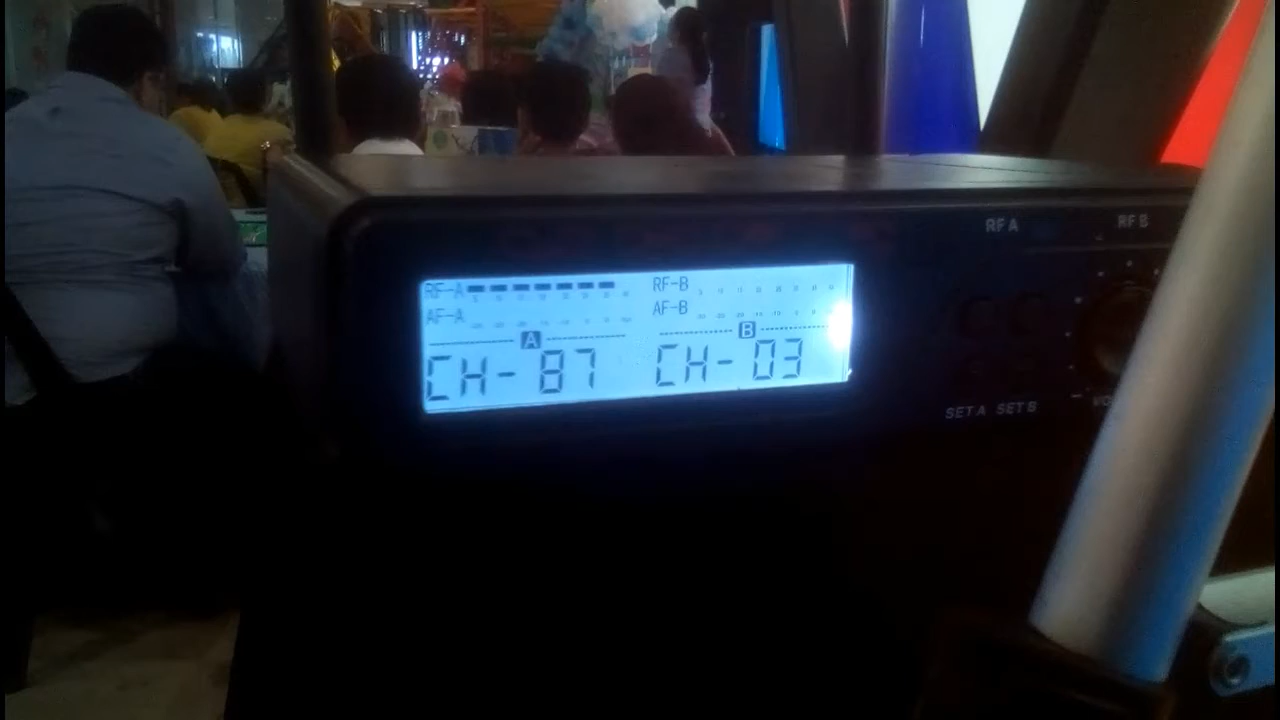 RF A RF B
RF-A RF-B
AF-A AF-B
A B
CH-87 CH-03
SET A SET B